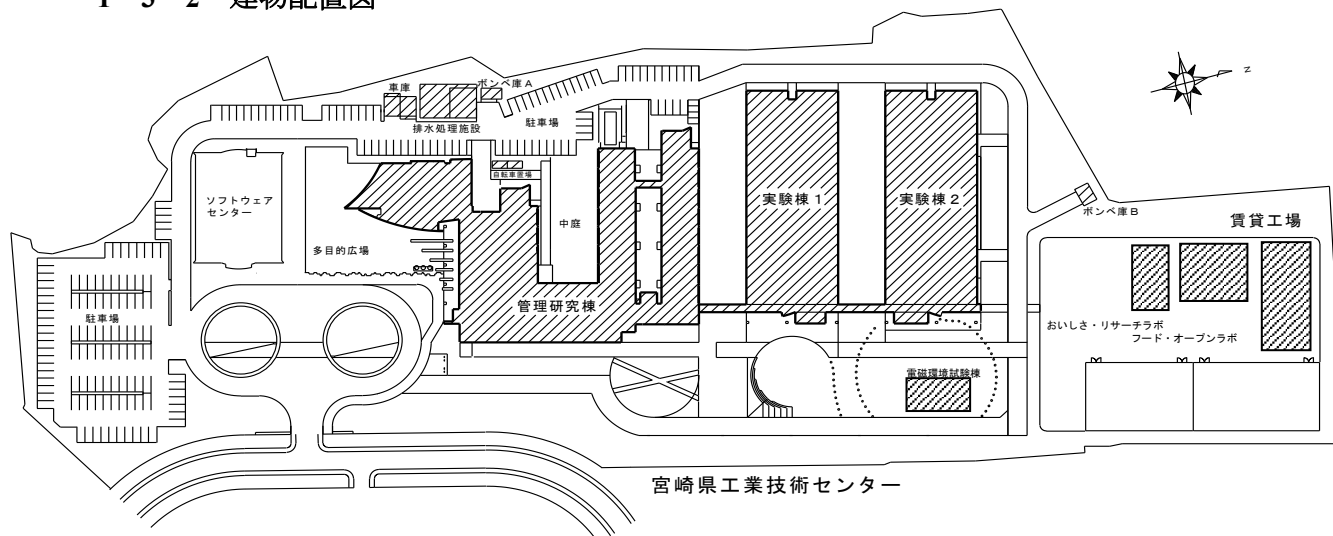 1－3－2　建物配置図
車庫
ボンベ庫A
排水処理施設
駐車場
N
自転車置場
ソフトウェア
センター
中庭
実験棟1
実験棟2
ボンベ庫B
賃貸工場
多目的広場
管理研究棟
駐車場
おいしさ・リサーチラボ
フード・オープンラボ
電磁環境試験棟
宮崎県工業技術センター